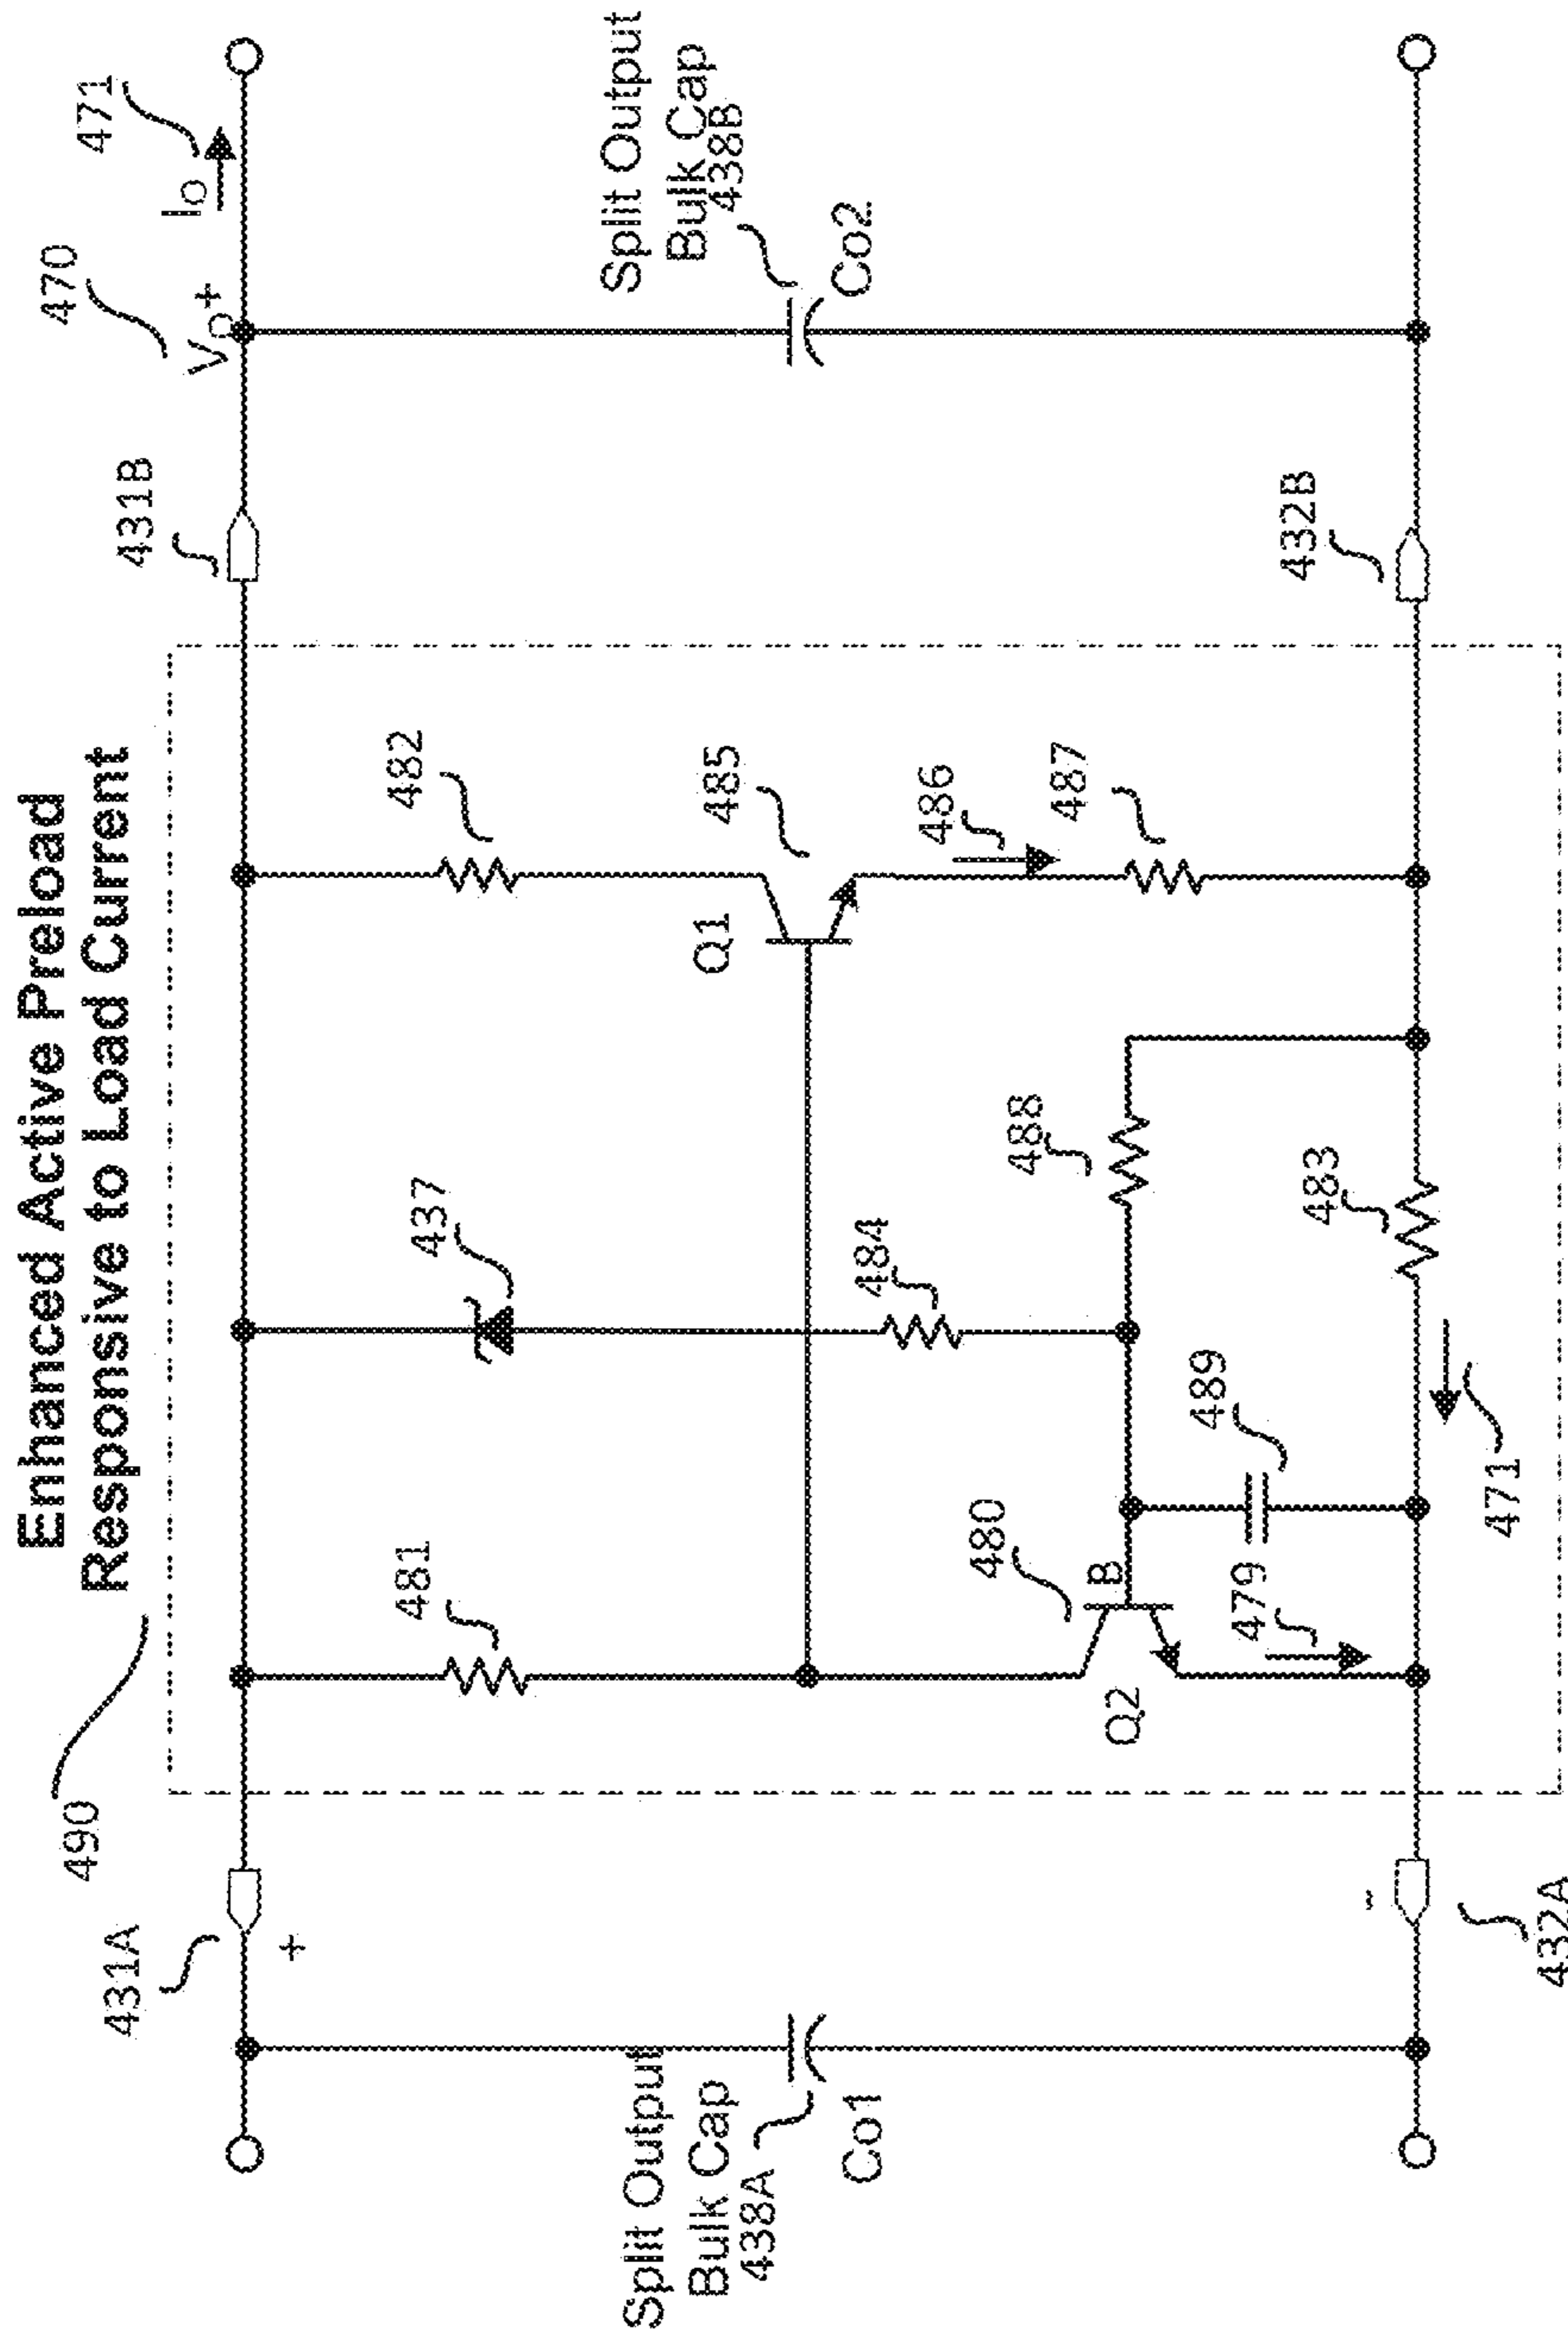 Enhanced Active Preload
Responsive to Load Current
490
431A
+
481
437
482
431B
470
VO+
IO
471
Split Output
Bulk Cap
438A
Co1
480
B
Q2
479
489
484
488
Q1
485
486
487
483
471
432A
-
432B
Split Output
Bulk Cap
438B
Co2